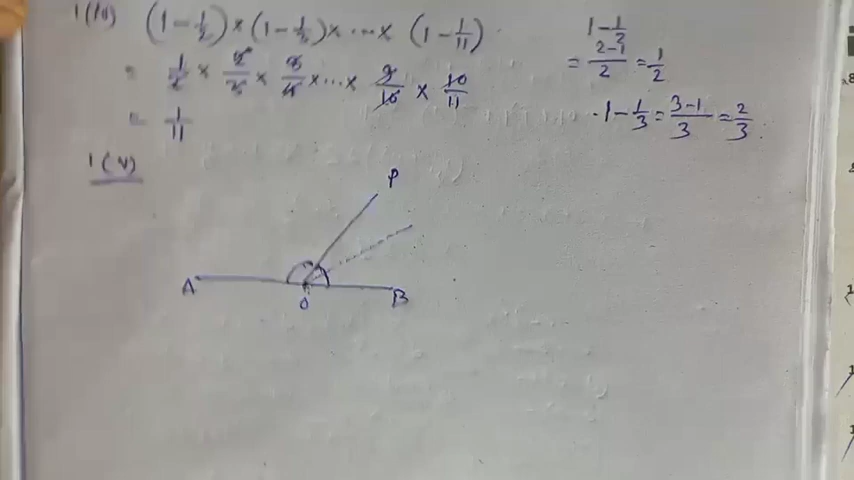 1(iv) (1 - 1/2) × (1 - 1/3) × ... × (1 - 1/11)
= 1/2 × 2/3 × 3/4 × ... × 9/10 × 10/11
= 1/11
1 - 1/2
= 2-1/2 = 1/2
1 - 1/3 = 3-1/3 = 2/3
1(v)
P
A
O
B